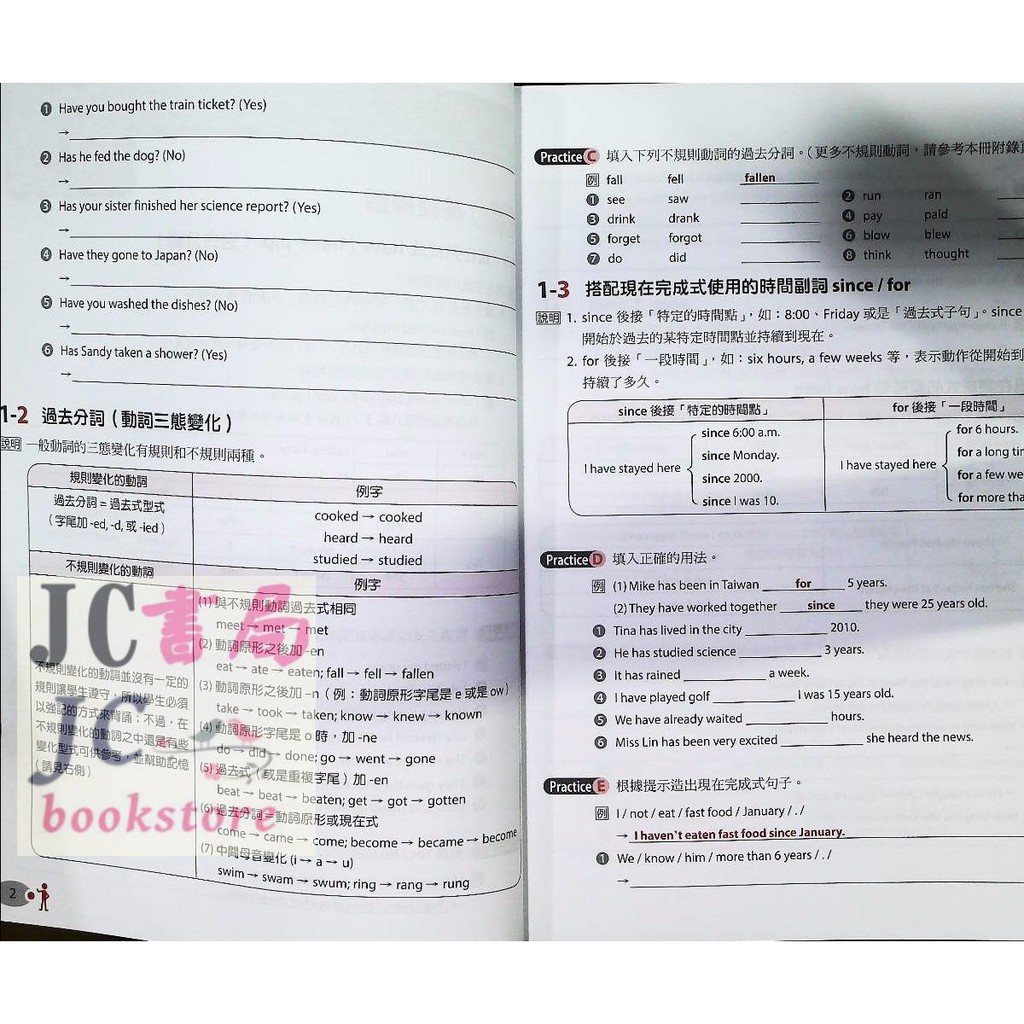 ❶ Have you bought the train ticket? (Yes)
→
❷ Has he fed the dog? (No)
→
❸ Has your sister finished her science report? (Yes)
→
❹ Have they gone to Japan? (No)
→
❺ Have you washed the dishes? (No)
→
❻ Has Sandy taken a shower? (Yes)
→
1-2 過去分詞（動詞三態變化）
說明 一般動詞的三態變化有規則和不規則兩種。
規則變化的動詞 例字
過去分詞 = 過去式型式
（字尾加 -ed, -d, 或 -ied）
cooked → cooked
heard → heard
studied → studied
不規則變化的動詞 例字
不規則變化的動詞並沒有一定的
規則讓學生遵守，所以學生必須
以強記的方式來背誦；不過，在
不規則變化的動詞之中還是有些
變化型式可供參考，並幫助記憶
（請見右側）
(1) 與不規則動詞過去式相同
meet → met → met
(2) 動詞原形之後加 -en
eat → ate → eaten; fall → fell → fallen
(3) 動詞原形之後加 -n（例：動詞原形字尾是 e 或是 ow）
take → took → taken; know → knew → known
(4) 動詞原形字尾是 o 時，加 -ne
do → did → done; go → went → gone
(5) 過去式（或是重複字尾）加 -en
beat → beat → beaten; get → got → gotten
(6) 過去分詞 = 動詞原形或現在式
come → came → come; become → became → become
(7) 中間母音變化 (i → a → u)
swim → swam → swum; ring → rang → rung
2
JC書局
JC
bookstore
Practice C 填入下列不規則動詞的過去分詞。（更多不規則動詞，請參考本冊附錄
例 fall fell fallen
❶ see saw ❷ run ran
❸ drink drank ❹ pay paid
❺ forget forgot ❻ blow blew
❼ do did ❽ think thought
1-3 搭配現在完成式使用的時間副詞 since / for
說明 1. since 後接「特定的時間點」，如：8:00、Friday 或是「過去式子句」。since
開始於過去的某特定時間點並持續到現在。
2. for 後接「一段時間」，如：six hours, a few weeks 等，表示動作從開始到
持續了多久。
since 後接「特定的時間點」 for 後接「一段時間」
I have stayed here
since 6:00 a.m.
since Monday.
since 2000.
since I was 10.
I have stayed here
for 6 hours.
for a long
for a few
for more
Practice D 填入正確的用法。
例 (1) Mike has been in Taiwan for 5 years.
(2) They have worked together since they were 25 years old.
❶ Tina has lived in the city ____ 2010.
❷ He has studied science ____ 3 years.
❸ It has rained ____ a week.
❹ I have played golf ____ I was 15 years old.
❺ We have already waited ____ hours.
❻ Miss Lin has been very excited ____ she heard the news.
Practice E 根據提示造出現在完成式句子。
例 I / not / eat / fast food / January / . /
→ I haven't eaten fast food since January.
❶ We / know / him / more than 6 years / . /
→